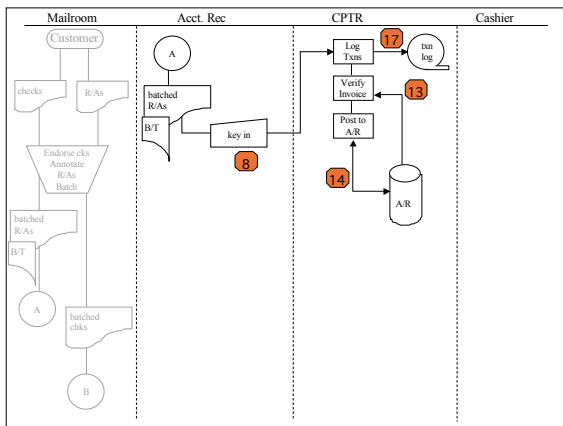 Mailroom
Acct. Rec
CPTR
Cashier
Customer
checks
R/As
Endorse cks
Annotate
R/As
Batch
batched
R/As
B/T
A
batched
chks
B
A
batched
R/As
B/T
key in
8
Log
Txns
17
txn
log
Verify
Invoice
13
Post to
A/R
14
A/R